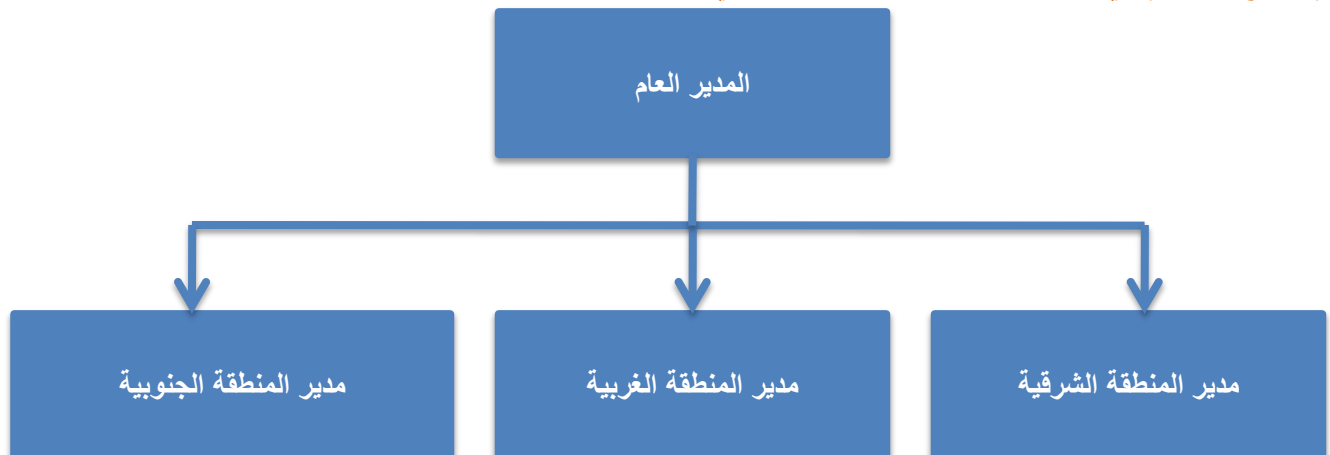 المدير العام
مدير المنطقة الشرقية
مدير المنطقة الغربية
مدير المنطقة الجنوبية